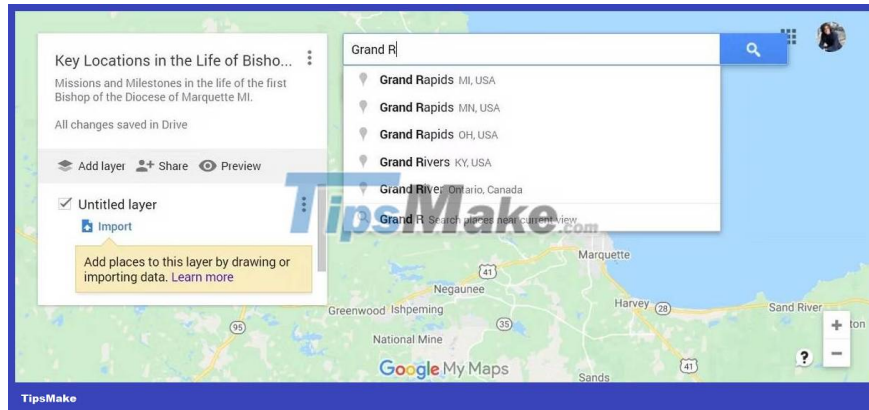 Key Locations in the Life of Bisho...
Missions and Milestones in the life of the first
Bishop of the Diocese of Marquette MI.
All changes saved in Drive
Add layer Share Preview
Untitled layer
Import
Add places to this layer by drawing or
importing data. Learn more
Grand R
Grand Rapids MI, USA
Grand Rapids MN, USA
Grand Rapids OH, USA
Grand Rivers KY, USA
Grand River Ontario, Canada
Grand R Search places near current view
TipsMake.com
Marquette
41
Negaunee
Greenwood Ishpeming
Harvey 28
Sand River
95
35
National Mine
ton
Google My Maps
41
Sands
?
TipsMake